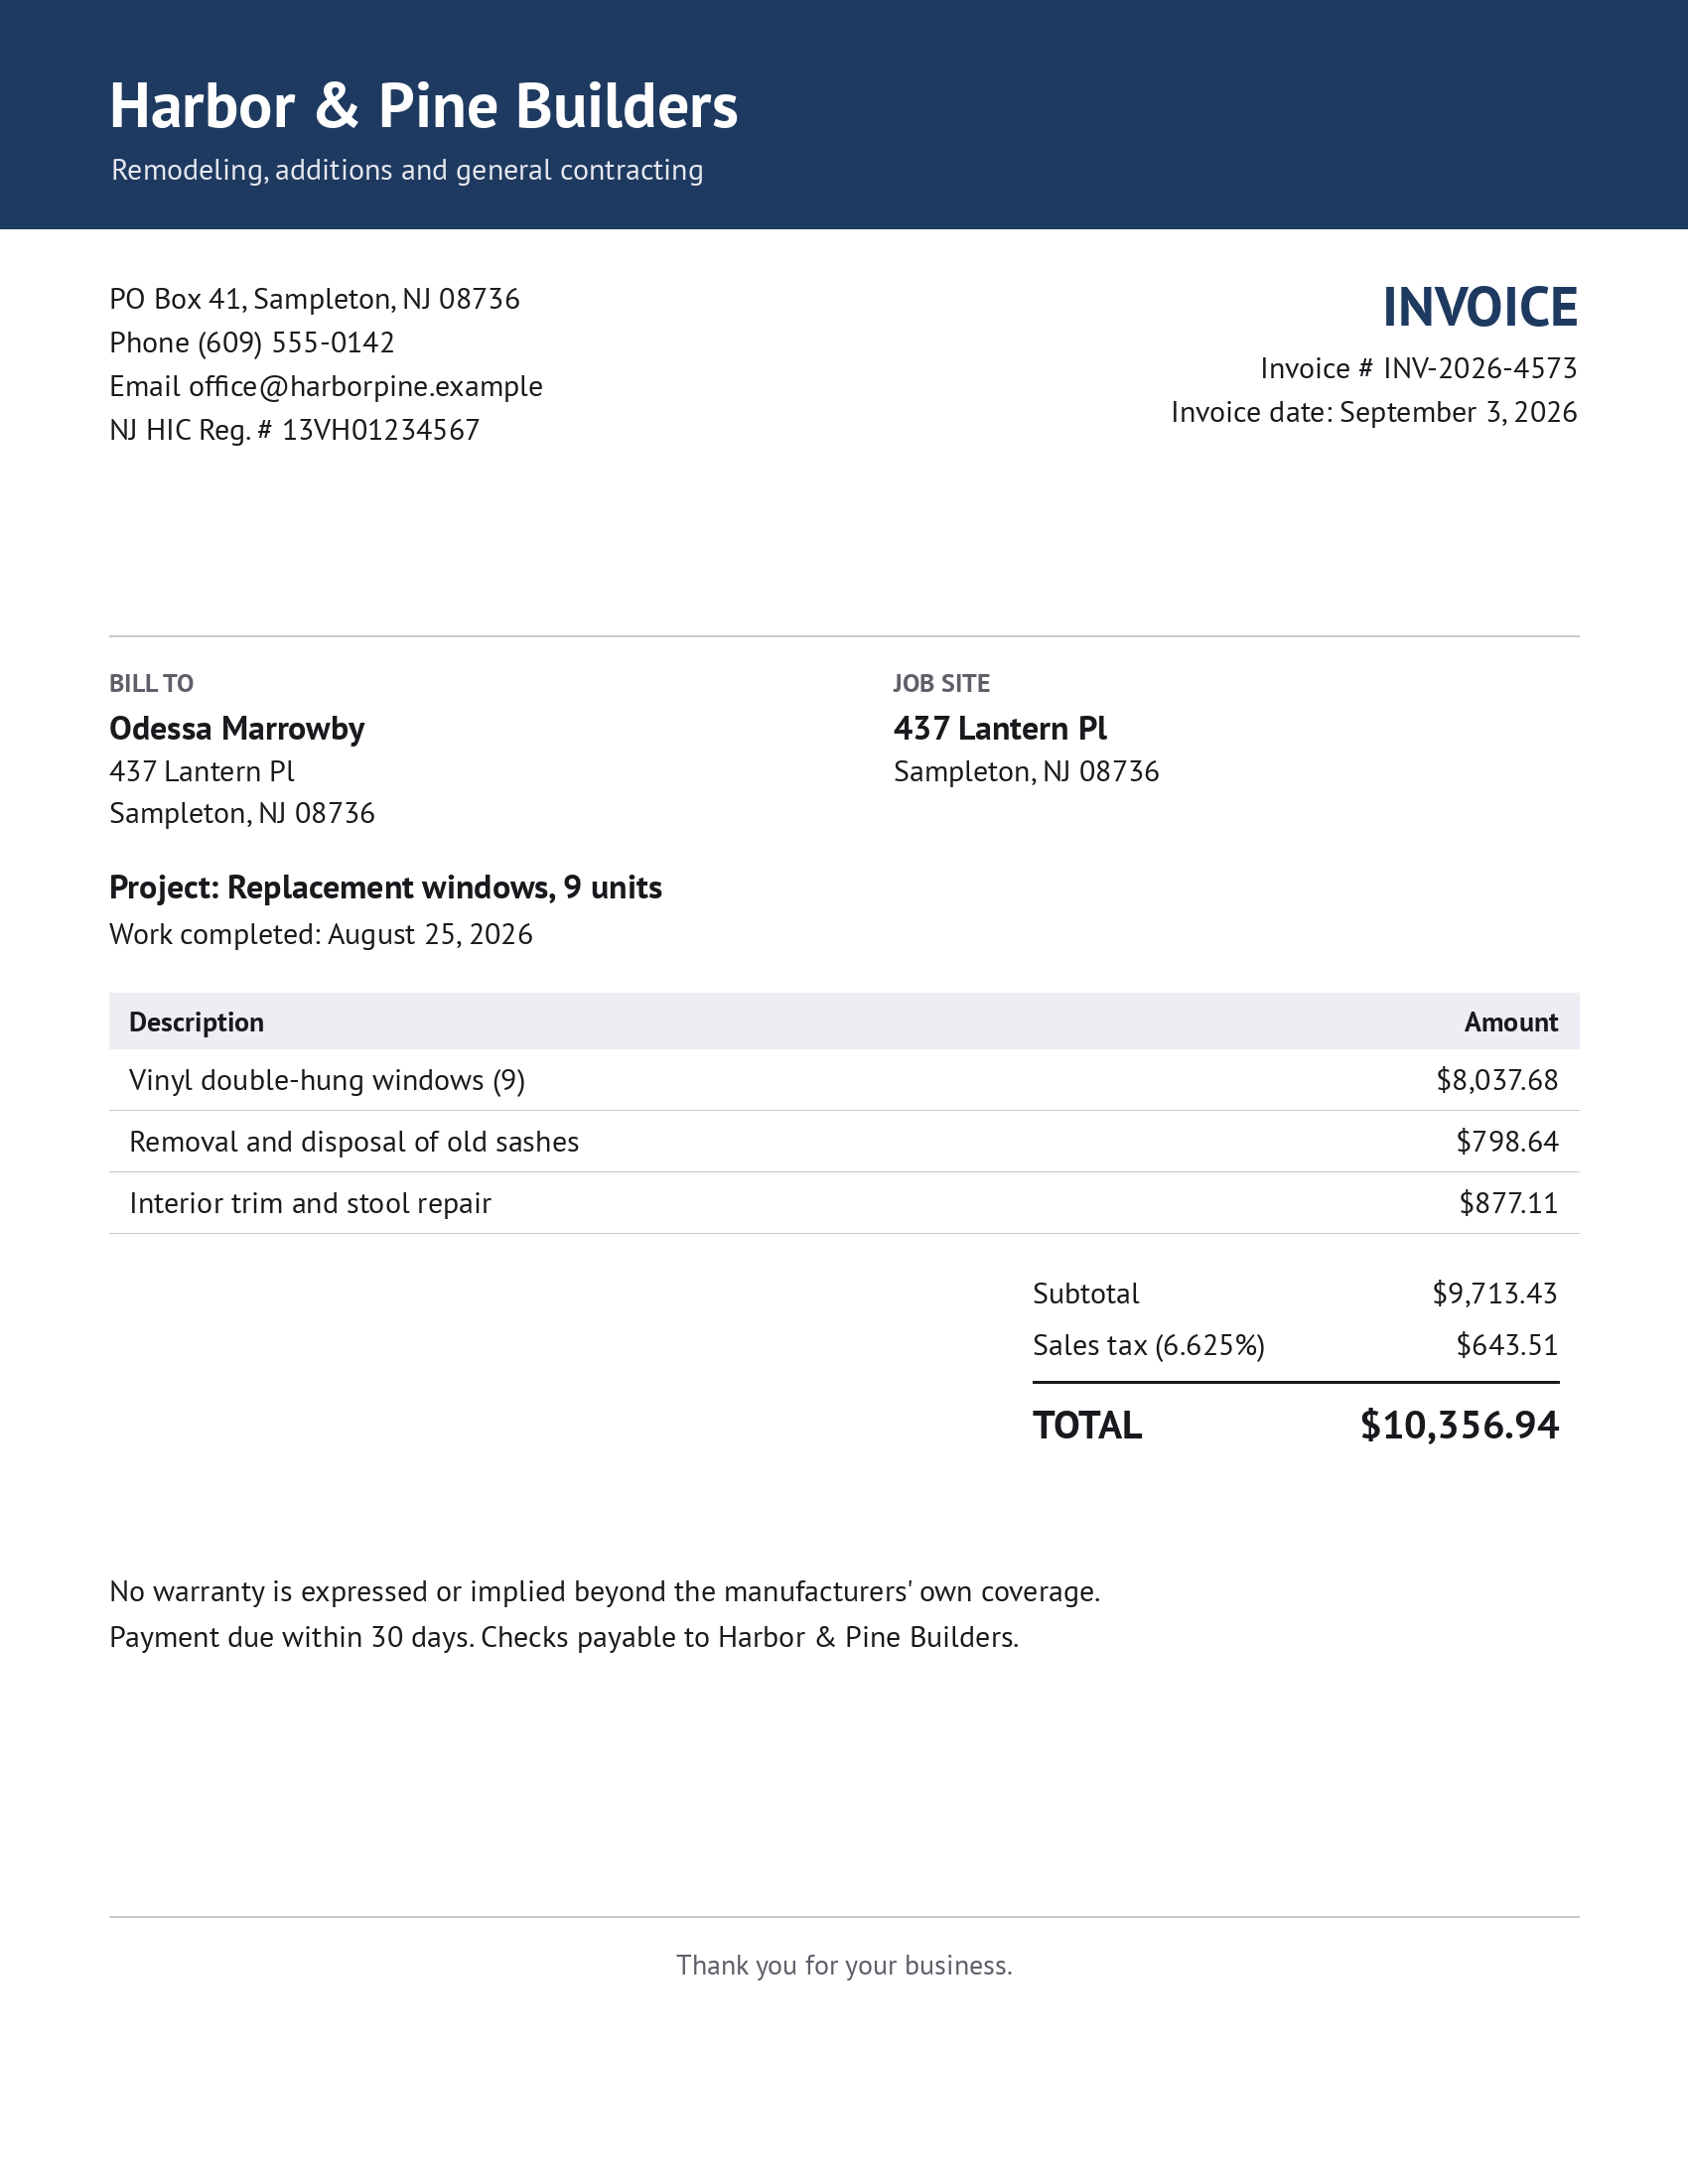 Harbor & Pine Builders
Remodeling, additions and general contracting
PO Box 41, Sampleton, NJ 08736
Phone (609) 555-0142
Email office@harborpine.example
NJ HIC Reg. # 13VH01234567
INVOICE
Invoice # INV-2026-4573
Invoice date: September 3, 2026
BILL TO
Odessa Marrowby
437 Lantern Pl
Sampleton, NJ 08736
JOB SITE
437 Lantern Pl
Sampleton, NJ 08736
Project: Replacement windows, 9 units
Work completed: August 25, 2026
Description Amount
Vinyl double-hung windows (9) $8,037.68
Removal and disposal of old sashes $798.64
Interior trim and stool repair $877.11
Subtotal $9,713.43
Sales tax (6.625%) $643.51
TOTAL $10,356.94
No warranty is expressed or implied beyond the manufacturers' own coverage.
Payment due within 30 days. Checks payable to Harbor & Pine Builders.
Thank you for your business.